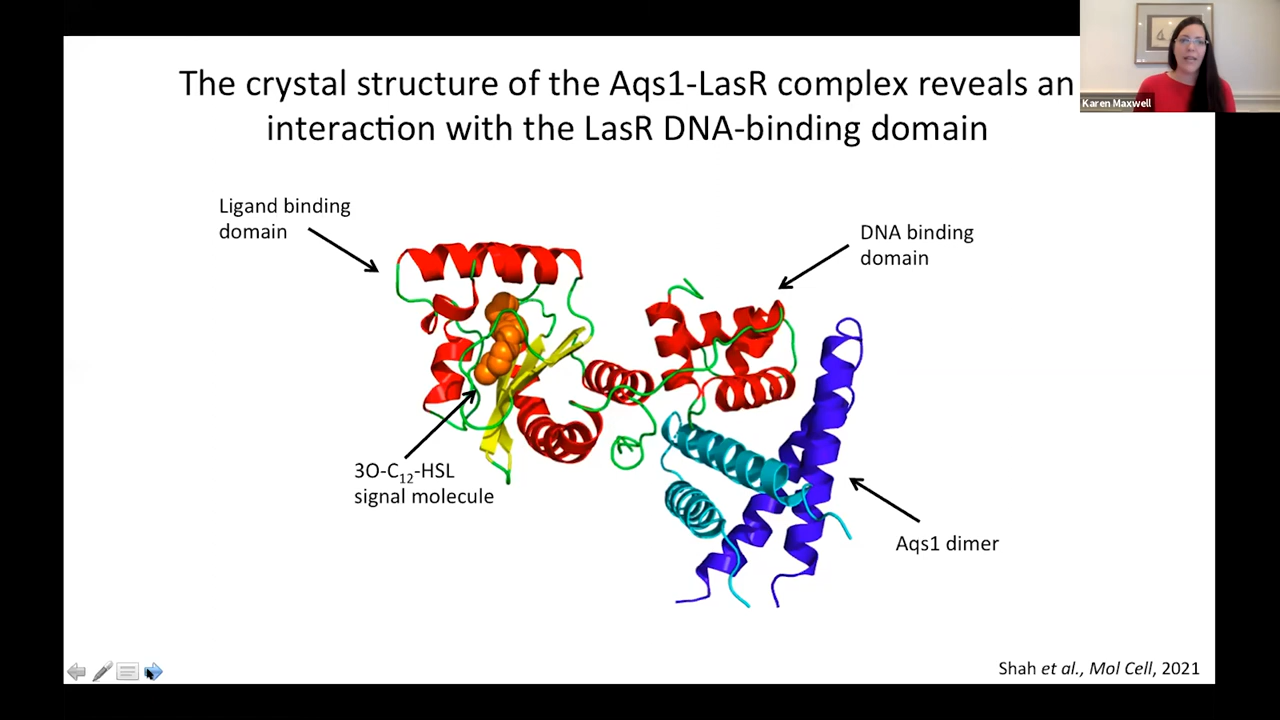 The crystal structure of the Aqs1-LasR complex reveals an
interaction with the LasR DNA-binding domain
Karen Maxwell
Ligand binding
domain
DNA binding
domain
3O-C₁₂-HSL
signal molecule
Aqs1 dimer
Shah et al., Mol Cell, 2021